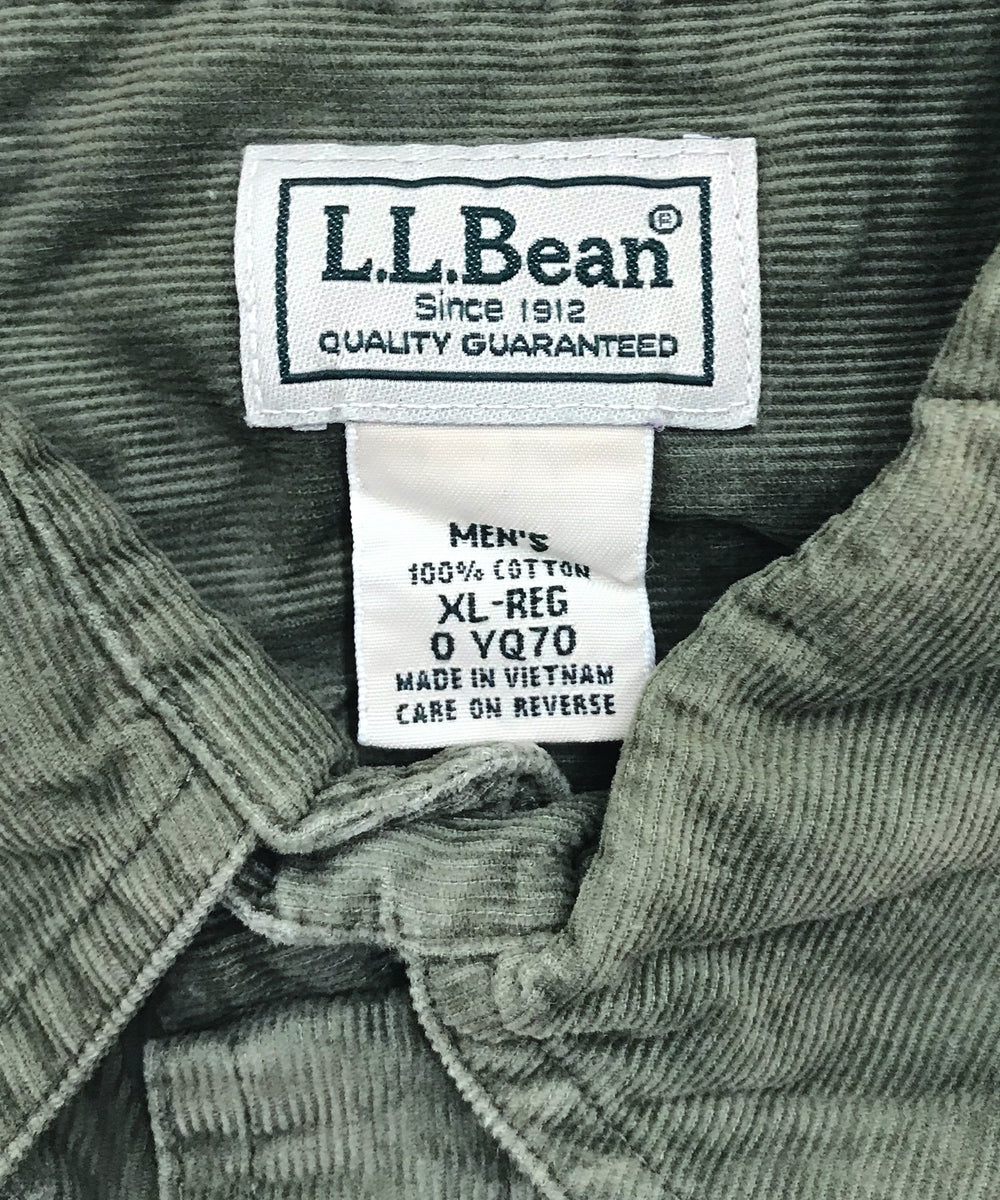 L.L.Bean®
Since 1912
QUALITY GUARANTEED
MEN'S
100% COTTON
XL-REG
0 YQ70
MADE IN VIETNAM
CARE ON REVERSE